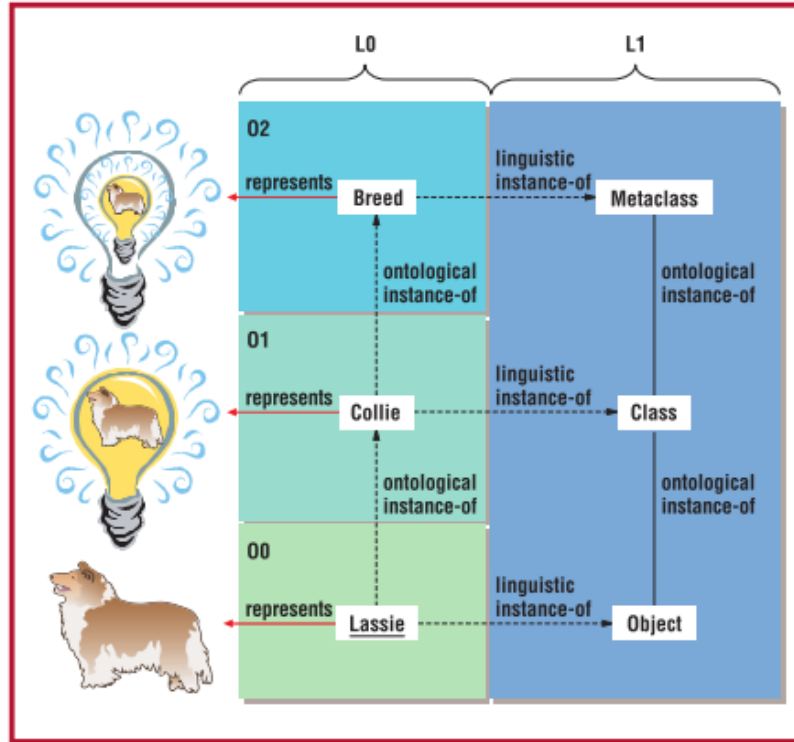 L0 L1
O2
represents Breed linguistic
instance-of Metaclass
ontological
instance-of
ontological
instance-of
O1
represents Collie linguistic
instance-of Class
ontological
instance-of
ontological
instance-of
O0
represents Lassie linguistic
instance-of Object